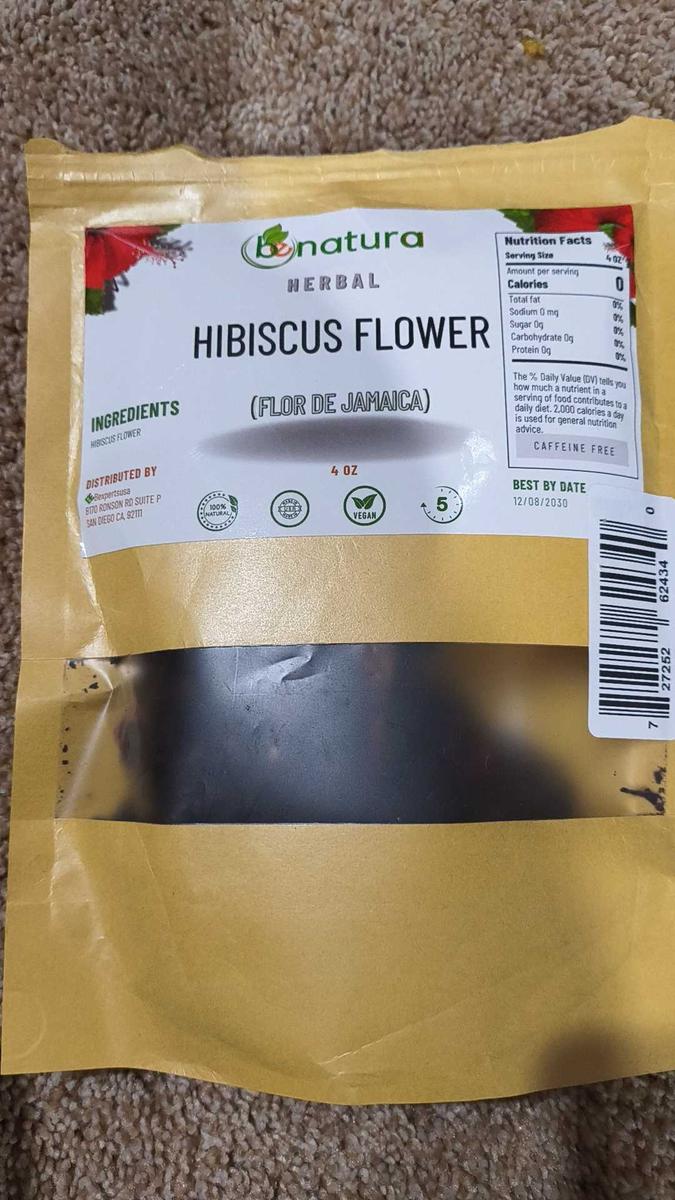 benatura
HERBAL
HIBISCUS FLOWER
(FLOR DE JAMAICA)
4 OZ
INGREDIENTS
HIBISCUS FLOWER
DISTRIBUTED BY
Bexpertsusa
8170 RONSON RD SUITE P
SAN DIEGO CA, 92111
100%
NATURAL
VEGAN
5
Nutrition Facts
Serving Size 4 OZ
Amount per serving
Calories 0
Total fat 0%
Sodium 0 mg 0%
Sugar 0g 0%
Carbohydrate 0g 0%
Protein 0g 0%
The % Daily Value (DV) tells you
how much a nutrient in a
serving of food contributes to a
daily diet. 2,000 calories a day
is used for general nutrition
advice.
CAFFEINE FREE
BEST BY DATE
12/08/2030
7 27252 62434 0